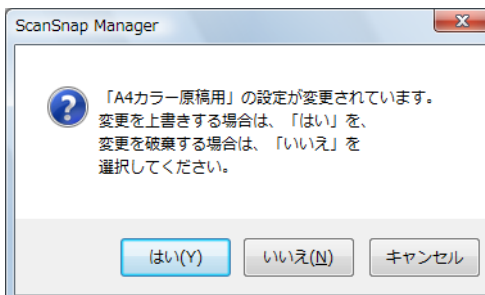 ScanSnap Manager
「A4カラー原稿用」の設定が変更されています。
変更を上書きする場合は、「はい」を、
変更を破棄する場合は、「いいえ」を
選択してください。
はい(Y)
いいえ(N)
キャンセル